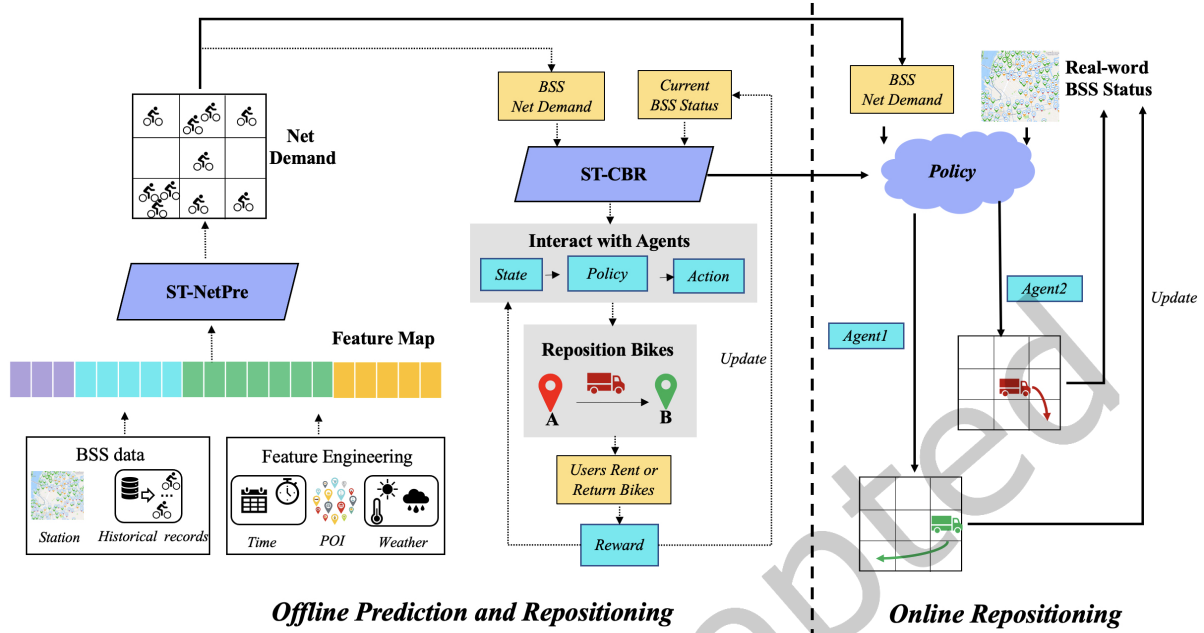 Net
Demand
ST-NetPre
Feature Map
BSS data
Station
Historical records
Feature Engineering
Time
POI
Weather
BSS
Net Demand
Current
BSS Status
ST-CBR
Interact with Agents
State
Policy
Action
Reposition Bikes
A
B
Users Rent or
Return Bikes
Reward
Update
Offline Prediction and Repositioning
BSS
Net Demand
Real-word
BSS Status
Policy
Agent1
Agent2
Update
Online Repositioning
pted